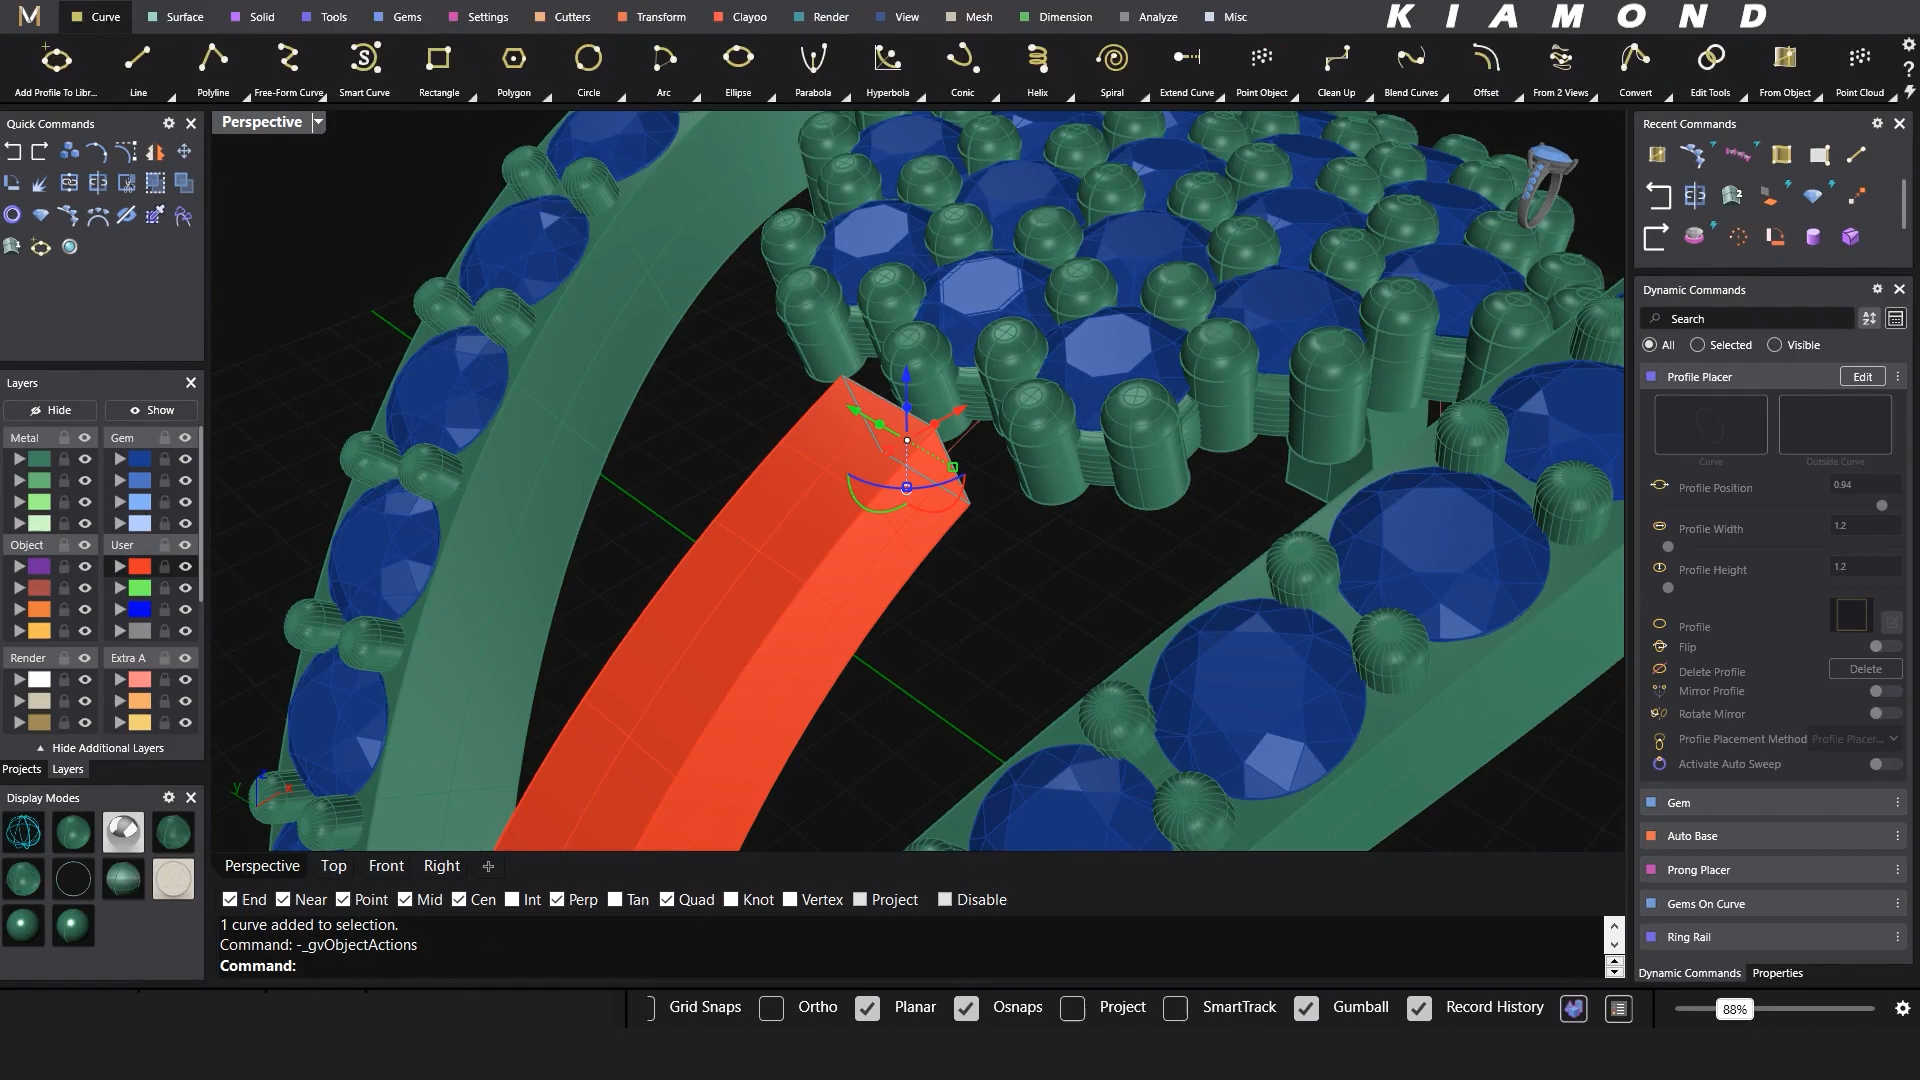 Curve Surface Solid Tools Gems Settings Cutters Transform Clayoo Render View Mesh Dimension Analyze Misc
KIAMOND
Add Profile To Libr... Line Polyline Free-Form Curve Smart Curve Rectangle Polygon Circle Arc Ellipse Parabola Hyperbola Conic Helix Spiral Extend Curve Point Object Clean Up Blend Curves Offset From 2 Views Convert Edit Tools From Object Point Cloud
Quick Commands
Perspective
Recent Commands
Dynamic Commands
Search
All Selected Visible
Profile Placer Edit
Curve Outside Curve
Profile Position 0.94
Profile Width 1.2
Profile Height 1.2
Profile
Flip
Delete Profile Delete
Mirror Profile
Rotate Mirror
Profile Placement Method Profile Placer...
Activate Auto Sweep
Gem
Auto Base
Prong Placer
Gems On Curve
Ring Rail
Dynamic Commands Properties
Layers
Hide Show
Metal Gem
Object User
Render Extra A
Hide Additional Layers
Projects Layers
Display Modes
z
y x
Perspective Top Front Right
End Near Point Mid Cen Int Perp Tan Quad Knot Vertex Project Disable
1 curve added to selection.
Command: -_gvObjectActions
Command:
Grid Snaps Ortho Planar Osnaps Project SmartTrack Gumball Record History 88%